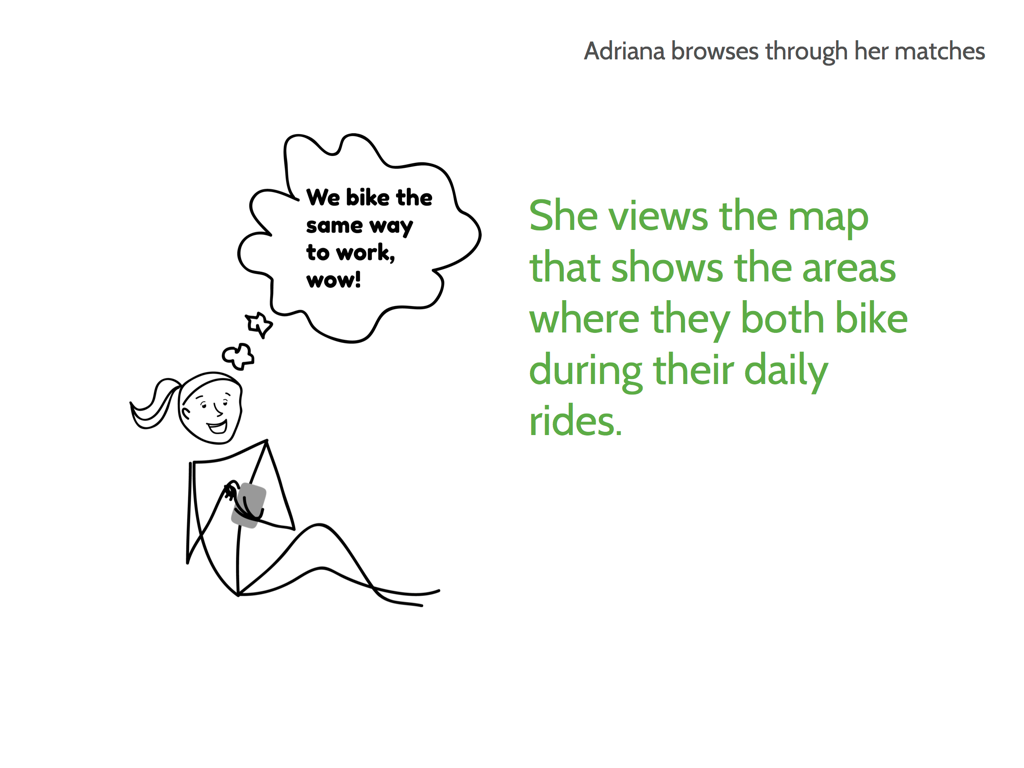 Adriana browses through her matches
We bike the
same way
to work,
wow!
She views the map
that shows the areas
where they both bike
during their daily
rides.